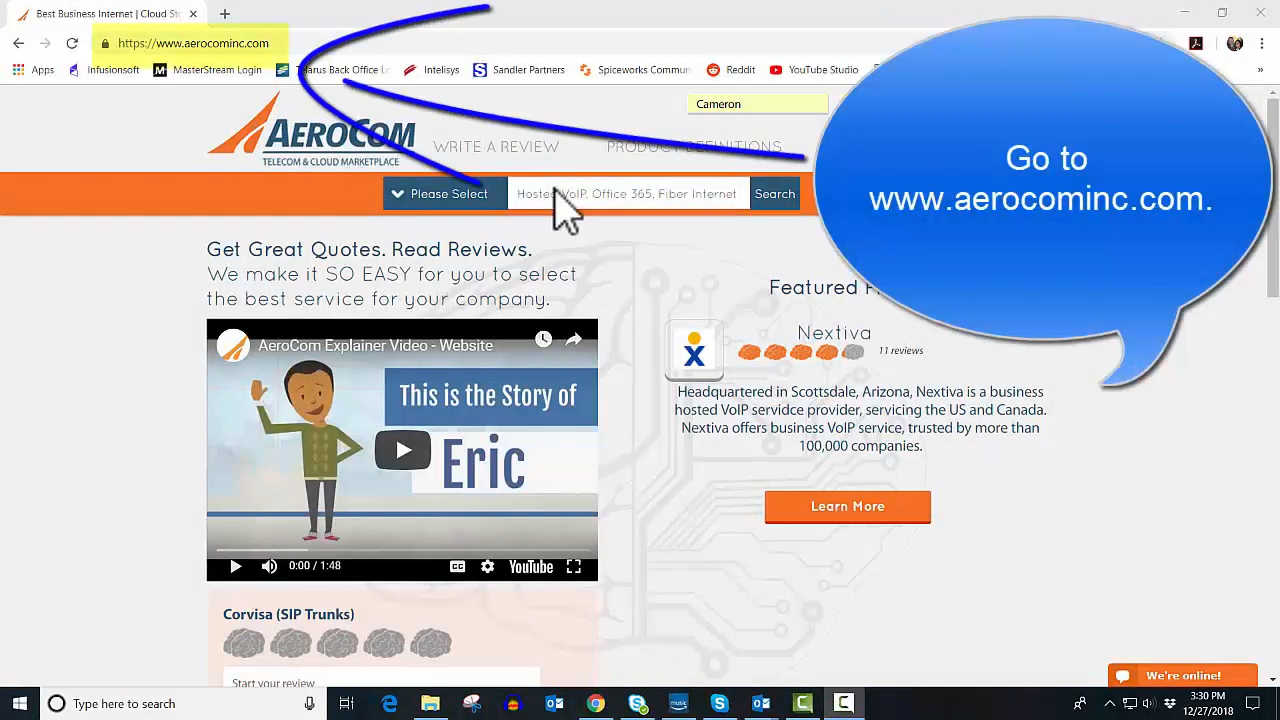 Best Business Internet | Cloud St
https://www.aerocominc.com
Apps Infusionsoft MasterStream Login Telarus Back Office L Intelisys Sandler Partners Spiceworks Commun Reddit YouTube Studio
Cameron
AEROCOM
TELECOM & CLOUD MARKETPLACE
WRITE A REVIEW PRODUCT DEFINITIONS
Please Select Hosted VoIP, Office 365, Fiber Internet Search
Go to
www.aerocominc.com.
Get Great Quotes. Read Reviews.
We make it SO EASY for you to select
the best service for your company.
Featured
AeroCom Explainer Video - Website
This is the Story of
Eric
0:00 / 1:48
CC
YouTube
Nextiva
11 reviews
Headquartered in Scottsdale, Arizona, Nextiva is a business
hosted VoIP servidce provider, servicing the US and Canada.
Nextiva offers business VoIP service, trusted by more than
100,000 companies.
Learn More
Corvisa (SIP Trunks)
Start your review
We're online!
Type here to search
music
3:30 PM
12/27/2018